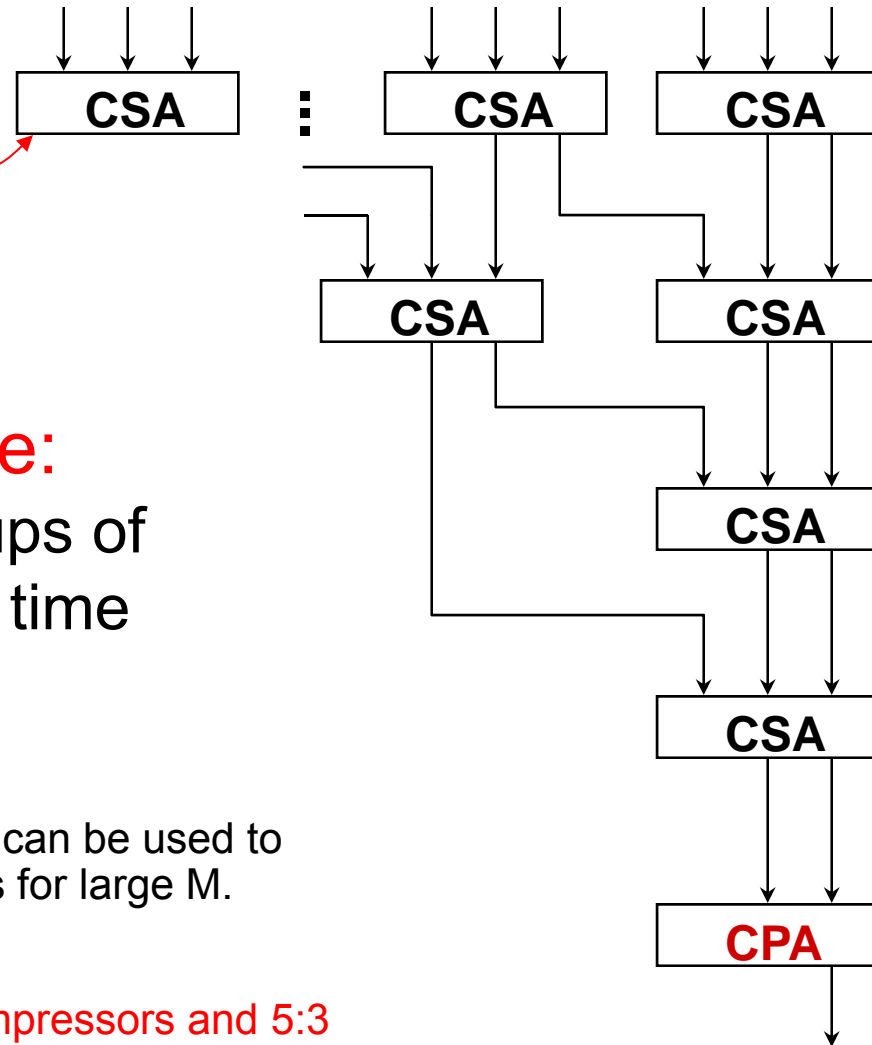 CSA CSA CSA
CSA CSA
e:
ups of
CSA
time
CSA
can be used to
s for large M.
CPA
mpressors and 5:3